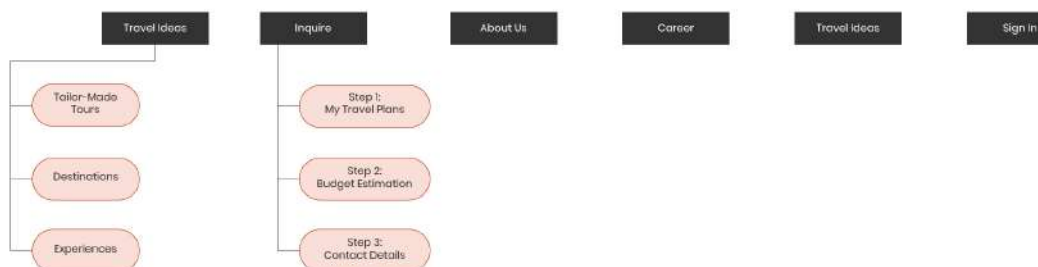 Travel Ideas
Inquire
About Us
Career
Travel Ideas
Sign In
Tailor-Made
Tours
Step 1:
My Travel Plans
Destinations
Step 2:
Budget Estimation
Experiences
Step 3:
Contact Details